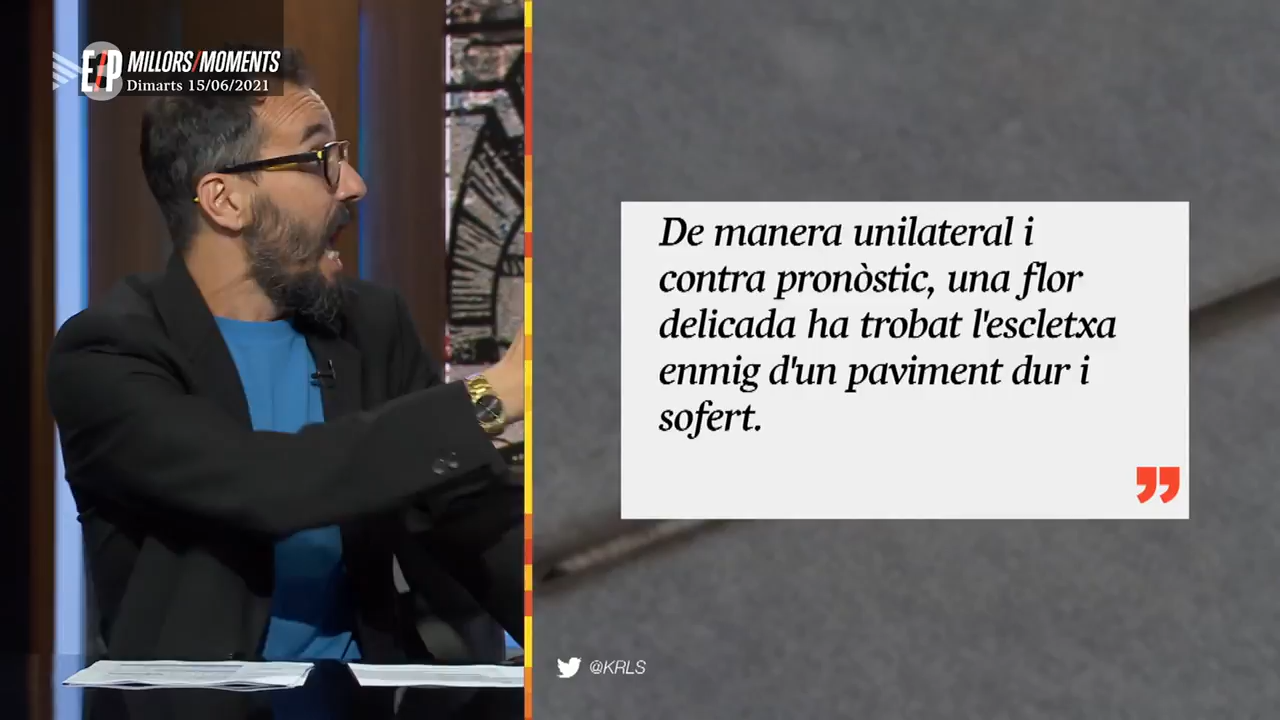 E/P MILLORS/MOMENTS
Dimarts 15/06/2021
De manera unilateral i
contra pronòstic, una flor
delicada ha trobat l'escletxa
enmig d'un paviment dur i
sofert.
”
@KRLS